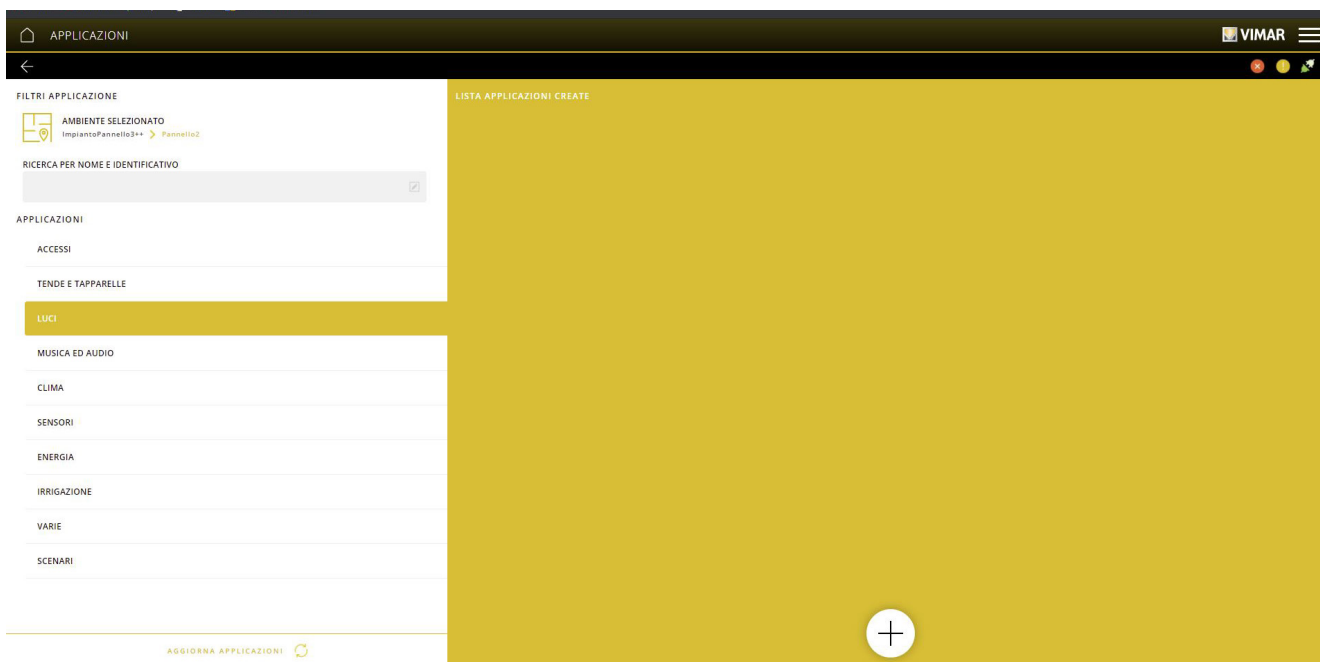 APPLICAZIONI
VIMAR
FILTRI APPLICAZIONE
AMBIENTE SELEZIONATO
ImpiantoPannello3++ > Pannello2
RICERCA PER NOME E IDENTIFICATIVO
APPLICAZIONI
ACCESSI
TENDE E TAPPARELLE
LUCI
MUSICA ED AUDIO
CLIMA
SENSORI
ENERGIA
IRRIGAZIONE
VARIE
SCENARI
AGGIORNA APPLICAZIONI
LISTA APPLICAZIONI CREATE